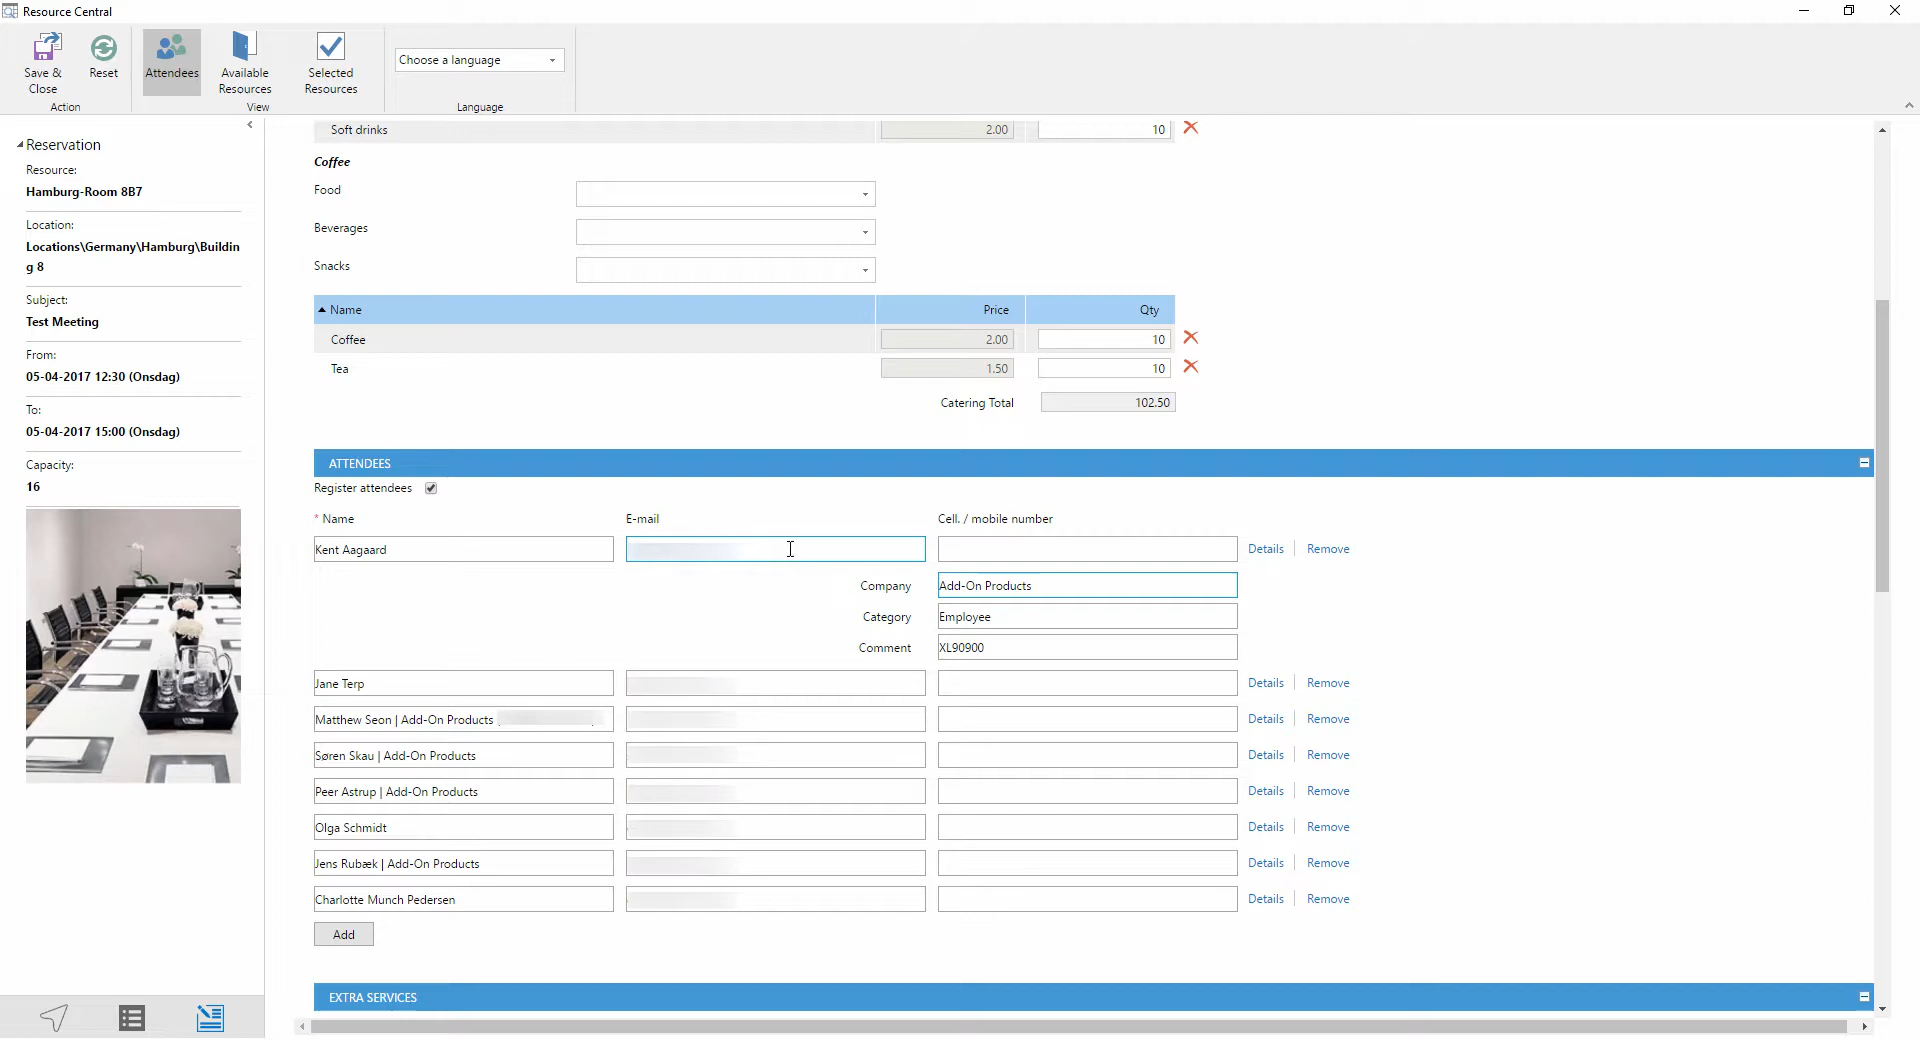 Resource Central
Save & Close
Reset
Attendees
Available Resources
Selected Resources
Choose a language
Action
View
Language
Reservation
Resource:
Hamburg-Room 8B7
Location:
Locations\Germany\Hamburg\Buildin
g 8
Subject:
Test Meeting
From:
05-04-2017 12:30 (Onsdag)
To:
05-04-2017 15:00 (Onsdag)
Capacity:
16
Soft drinks 2.00 10
Coffee
Food
Beverages
Snacks
Name Price Qty
Coffee 2.00 10
Tea 1.50 10
Catering Total 102.50
ATTENDEES
Register attendees
* Name E-mail Cell. / mobile number
Kent Aagaard Details Remove
Company Add-On Products
Category Employee
Comment XL90900
Jane Terp Details Remove
Matthew Seon | Add-On Products Details Remove
Søren Skau | Add-On Products Details Remove
Peer Astrup | Add-On Products Details Remove
Olga Schmidt Details Remove
Jens Rubæk | Add-On Products Details Remove
Charlotte Munch Pedersen Details Remove
Add
EXTRA SERVICES